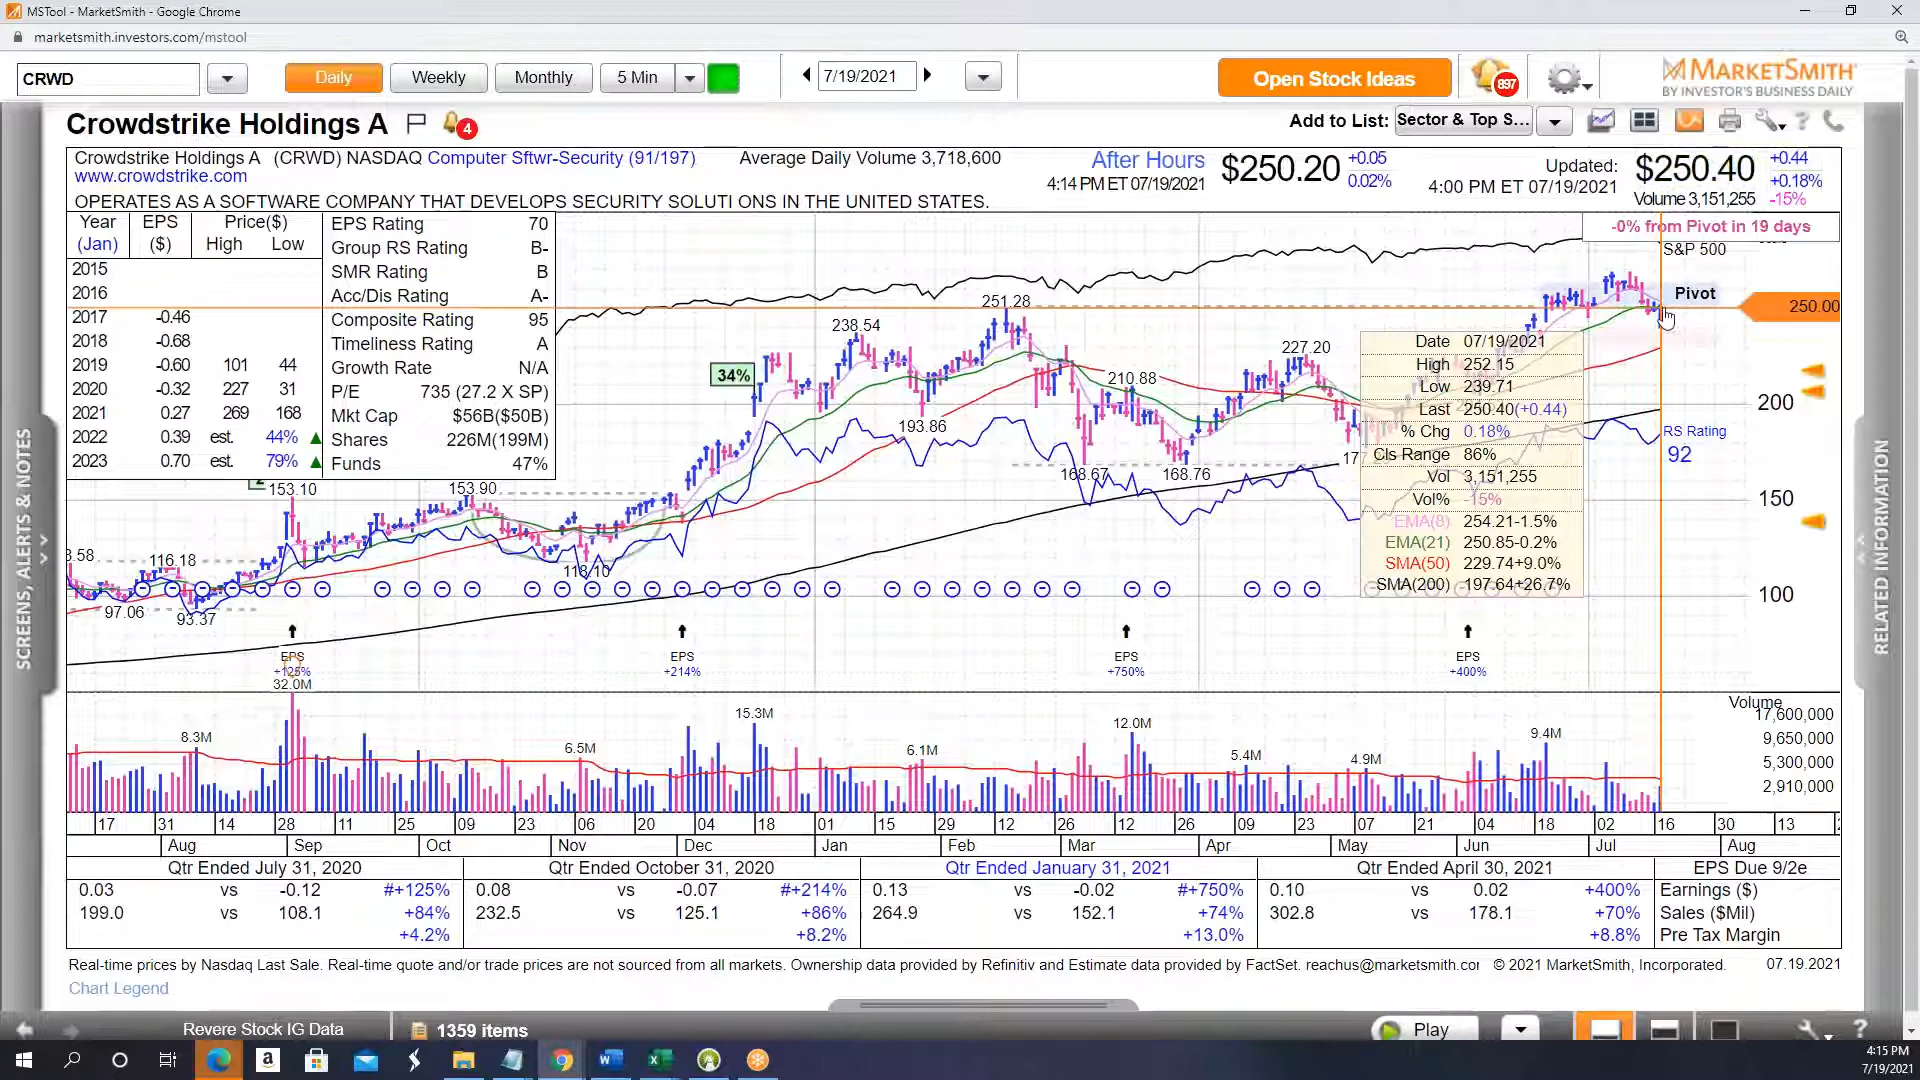 MSTool - MarketSmith - Google Chrome
marketsmith.investors.com/mstool
CRWD
Daily
Weekly
Monthly
5 Min
7/19/2021
Open Stock Ideas
897
MARKETSMITH
BY INVESTOR'S BUSINESS DAILY
Crowdstrike Holdings A
4
Add to List:
Sector & Top S...
Crowdstrike Holdings A (CRWD) NASDAQ Computer Sftwr-Security (91/197) Average Daily Volume 3,718,600
www.crowdstrike.com
OPERATES AS A SOFTWARE COMPANY THAT DEVELOPS SECURITY SOLUTI ONS IN THE UNITED STATES.
After Hours
4:14 PM ET 07/19/2021
$250.20
+0.05
0.02%
Updated:
4:00 PM ET 07/19/2021
$250.40
+0.44
+0.18%
Volume 3,151,255 -15%
Year EPS Price($)
(Jan) ($) High Low
2015
2016
2017 -0.46
2018 -0.68
2019 -0.60 101 44
2020 -0.32 227 31
2021 0.27 269 168
2022 0.39 est. 44%
2023 0.70 est. 79%
EPS Rating 70
Group RS Rating B-
SMR Rating B
Acc/Dis Rating A-
Composite Rating 95
Timeliness Rating A
Growth Rate N/A
P/E 735 (27.2 X SP)
Mkt Cap $56B($50B)
Shares 226M(199M)
Funds 47%
-0% from Pivot in 19 days
S&P 500
Pivot
250.00
251.28
238.54
34%
227.20
210.88
193.86
168.67
168.76
153.10
153.90
116.18
118.10
97.06
93.37
3.58
200
150
100
RS Rating
92
Date 07/19/2021
High 252.15
Low 239.71
Last 250.40(+0.44)
% Chg 0.18%
Cls Range 86%
Vol 3,151,255
Vol% -15%
EMA(8) 254.21-1.5%
EMA(21) 250.85-0.2%
SMA(50) 229.74+9.0%
SMA(200) 197.64+26.7%
EPS
+125%
EPS
+214%
EPS
+750%
EPS
+400%
32.0M
8.3M
6.5M
15.3M
6.1M
12.0M
5.4M
4.9M
9.4M
Volume
17,600,000
9,650,000
5,300,000
2,910,000
17 31 14 28 11 25 09 23 06 20 04 18 01 15 29 12 26 12 26 09 23 07 21 04 18 02 16 30 13
Aug Sep Oct Nov Dec Jan Feb Mar Apr May Jun Jul Aug
Qtr Ended July 31, 2020
0.03 vs -0.12 #+125%
199.0 vs 108.1 +84%
+4.2%
Qtr Ended October 31, 2020
0.08 vs -0.07 #+214%
232.5 vs 125.1 +86%
+8.2%
Qtr Ended January 31, 2021
0.13 vs -0.02 #+750%
264.9 vs 152.1 +74%
+13.0%
Qtr Ended April 30, 2021
0.10 vs 0.02 +400%
302.8 vs 178.1 +70%
+8.8%
EPS Due 9/2e
Earnings ($)
Sales ($Mil)
Pre Tax Margin
Real-time prices by Nasdaq Last Sale. Real-time quote and/or trade prices are not sourced from all markets. Ownership data provided by Refinitiv and Estimate data provided by FactSet. reachus@marketsmith.cor © 2021 MarketSmith, Incorporated. 07.19.2021
Chart Legend
SCREENS, ALERTS & NOTES
RELATED INFORMATION
Revere Stock IG Data
1359 items
Play
4:15 PM
7/19/2021